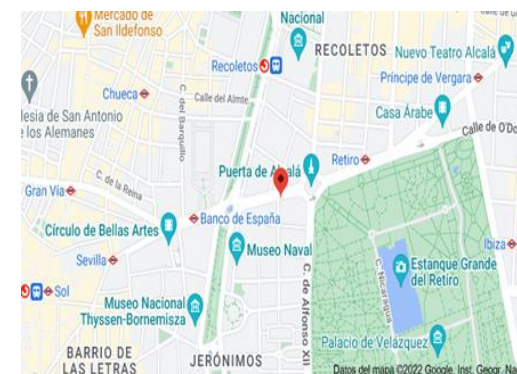 Mercado de
San Ildefonso
Nacional
RECOLETOS
Nuevo Teatro Alcalá
Recoletos
Príncipe de Vergara
Chueca
Calle del Almte.
Casa Árabe
lesia de San Antonio
e los Alemanes
C. del Barquillo
Calle de O'Do
Puerta de Alcalá
Retiro
C. de la Reina
Gran Vía
Banco de España
Círculo de Bellas Artes
Museo Naval
Ibiza
Sevilla
Estanque Grande
del Retiro
C. Nicaragua
Sol
C. de Alfonso XII
Museo Nacional
Thyssen-Bornemisza
Palacio de Velázquez
BARRIO DE
LAS LETRAS
JERÓNIMOS
Datos del mapa ©2022 Google, Inst. Geogr. Na